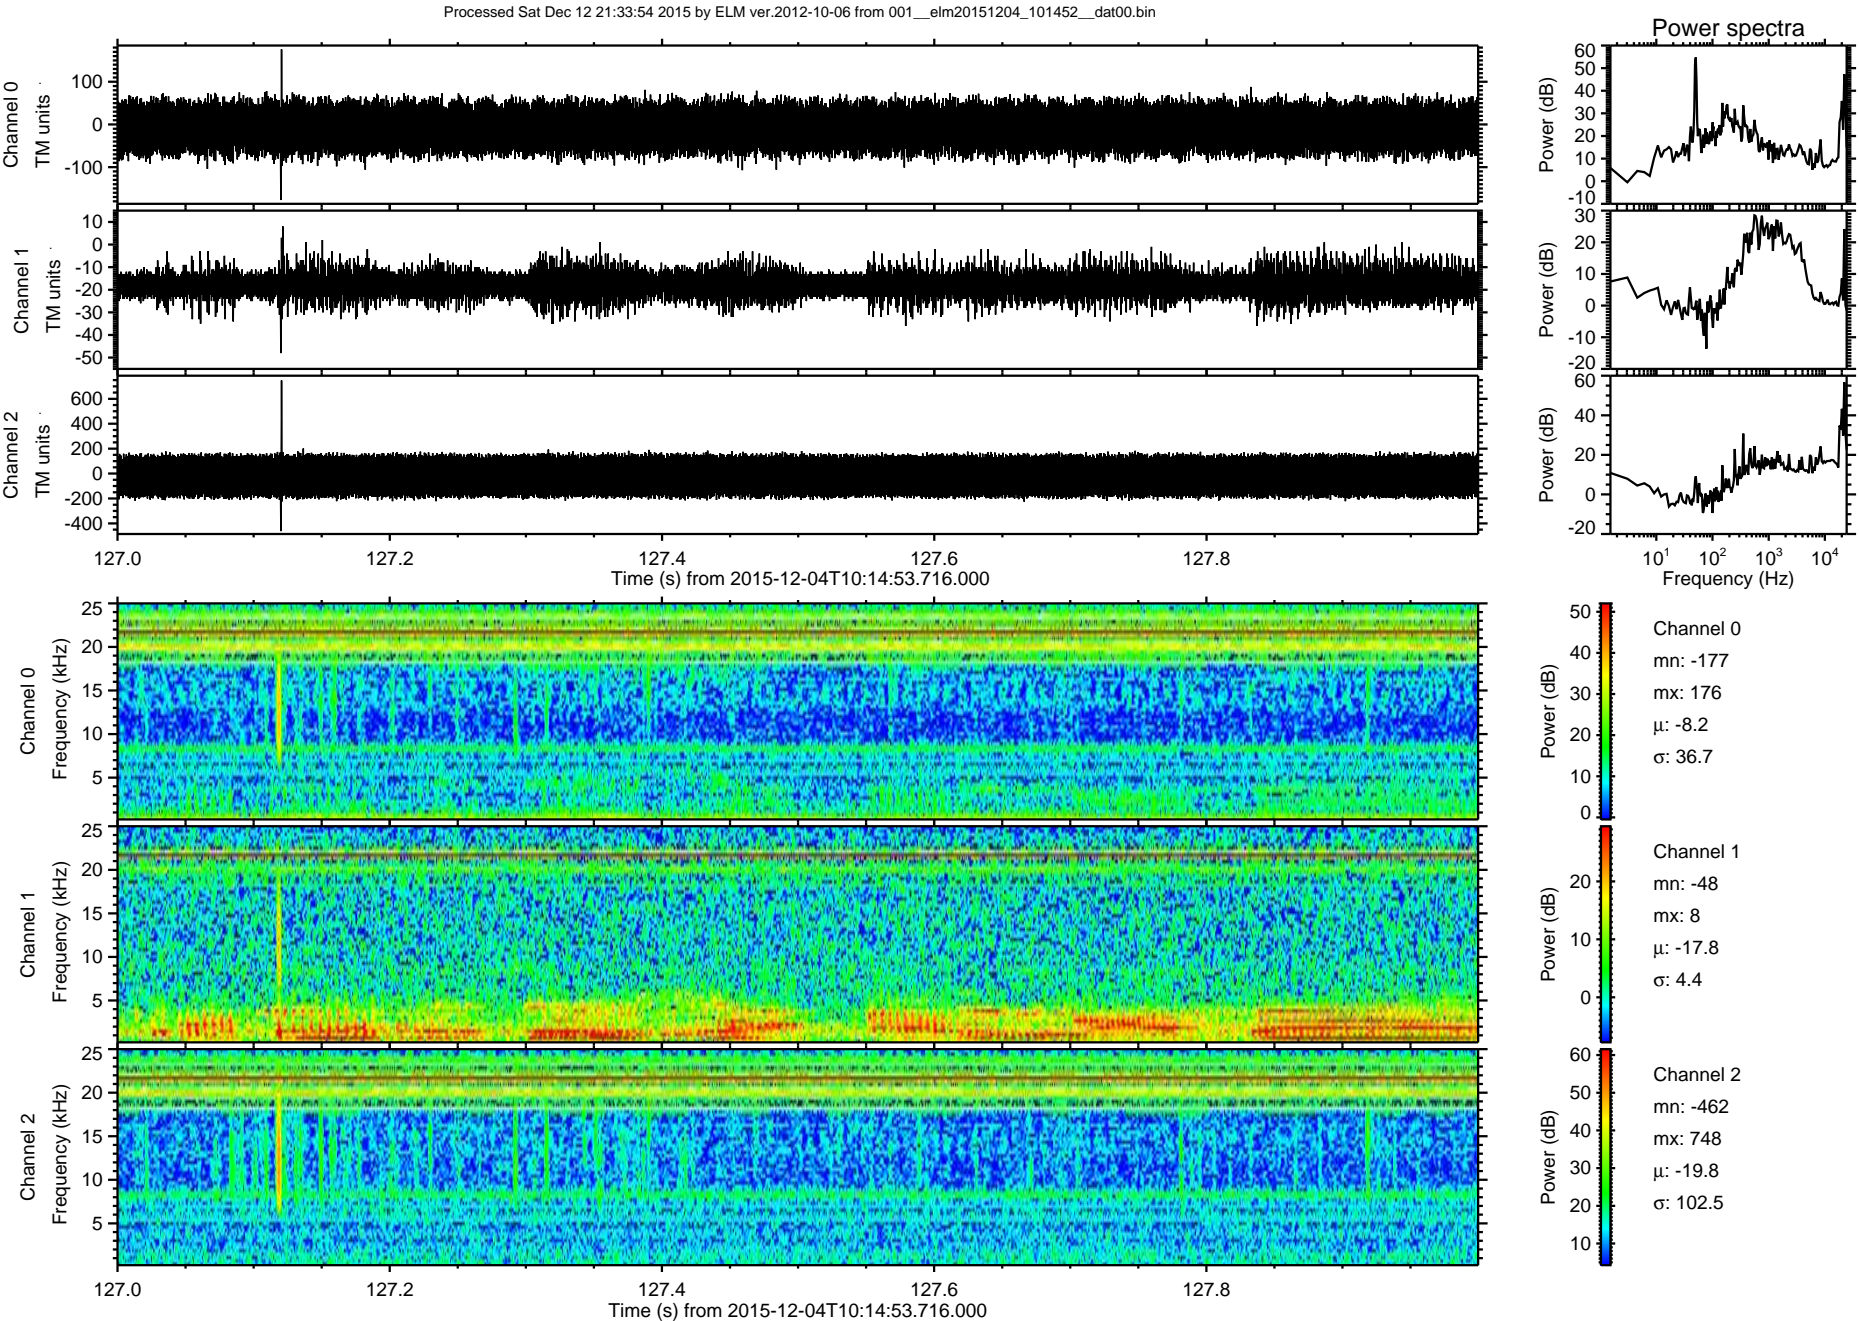 Processed Sat Dec 12 21:33:54 2015 by ELM ver.2012-10-06 from 001__elm20151204_101452__dat00.bin
Power spectra
Channel 0
TM units
100
0
-100
Power (dB)
60
50
40
30
20
10
0
-10
Channel 1
TM units
10
0
-10
-20
-30
-40
-50
Power (dB)
30
20
10
0
-10
-20
Channel 2
TM units
600
400
200
0
-200
-400
Power (dB)
60
40
20
0
-20
127.0
127.2
127.4
127.6
127.8
Time (s) from 2015-12-04T10:14:53.716.000
10¹
10²
10³
10⁴
Frequency (Hz)
Channel 0
Frequency (kHz)
25
20
15
10
5
Power (dB)
50
40
30
20
10
0
Channel 0
mn: -177
mx: 176
μ: -8.2
σ: 36.7
Channel 1
Frequency (kHz)
25
20
15
10
5
Power (dB)
20
10
0
Channel 1
mn: -48
mx: 8
μ: -17.8
σ: 4.4
Channel 2
Frequency (kHz)
25
20
15
10
5
Power (dB)
60
50
40
30
20
10
Channel 2
mn: -462
mx: 748
μ: -19.8
σ: 102.5
127.0
127.2
127.4
127.6
127.8
Time (s) from 2015-12-04T10:14:53.716.000